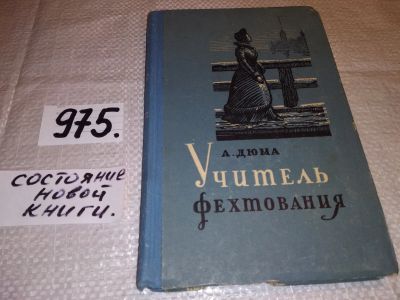 975.
состояние
новой
книги.
А. ДЮМА
УЧИТЕЛЬ
ФЕХТОВАНИЯ